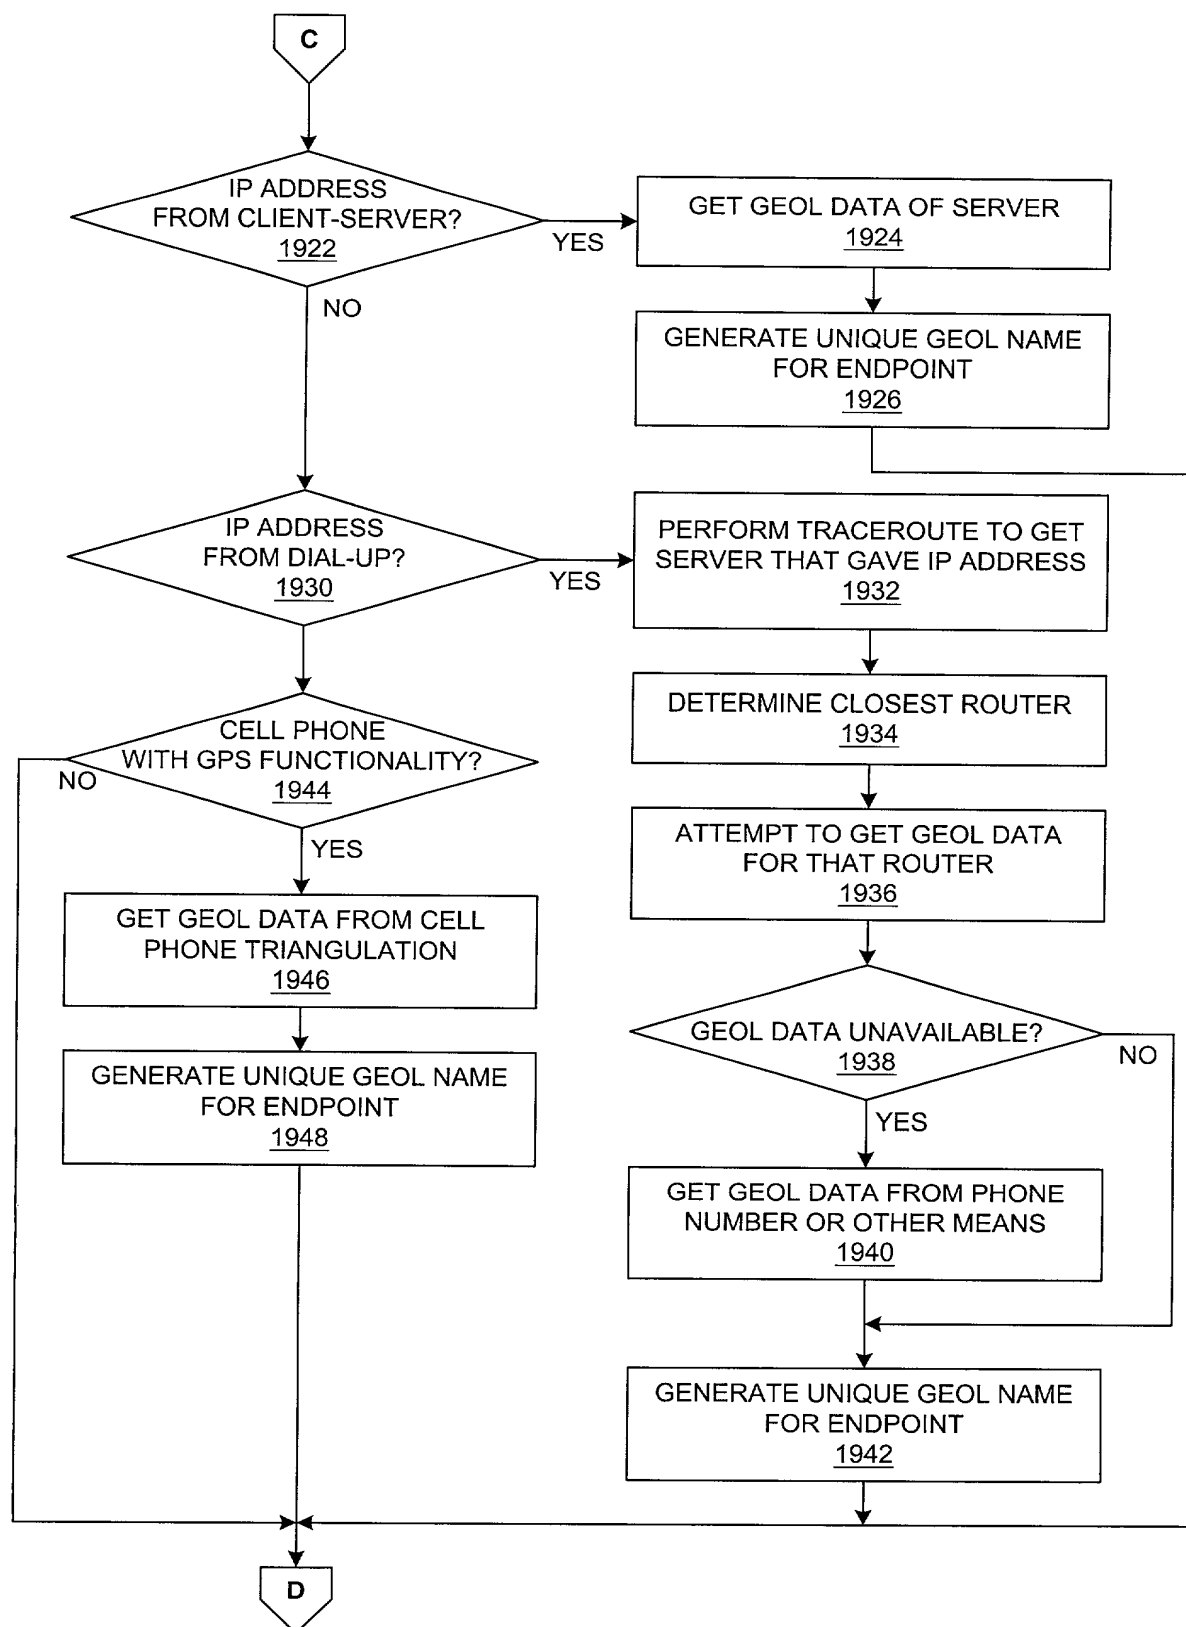 C
IP ADDRESS
FROM CLIENT-SERVER?
1922
YES
NO
GET GEOL DATA OF SERVER
1924
GENERATE UNIQUE GEOL NAME
FOR ENDPOINT
1926
IP ADDRESS
FROM DIAL-UP?
1930
YES
PERFORM TRACEROUTE TO GET
SERVER THAT GAVE IP ADDRESS
1932
DETERMINE CLOSEST ROUTER
1934
CELL PHONE
WITH GPS FUNCTIONALITY?
1944
NO
YES
ATTEMPT TO GET GEOL DATA
FOR THAT ROUTER
1936
GET GEOL DATA FROM CELL
PHONE TRIANGULATION
1946
GEOL DATA UNAVAILABLE?
1938
NO
YES
GENERATE UNIQUE GEOL NAME
FOR ENDPOINT
1948
GET GEOL DATA FROM PHONE
NUMBER OR OTHER MEANS
1940
GENERATE UNIQUE GEOL NAME
FOR ENDPOINT
1942
D